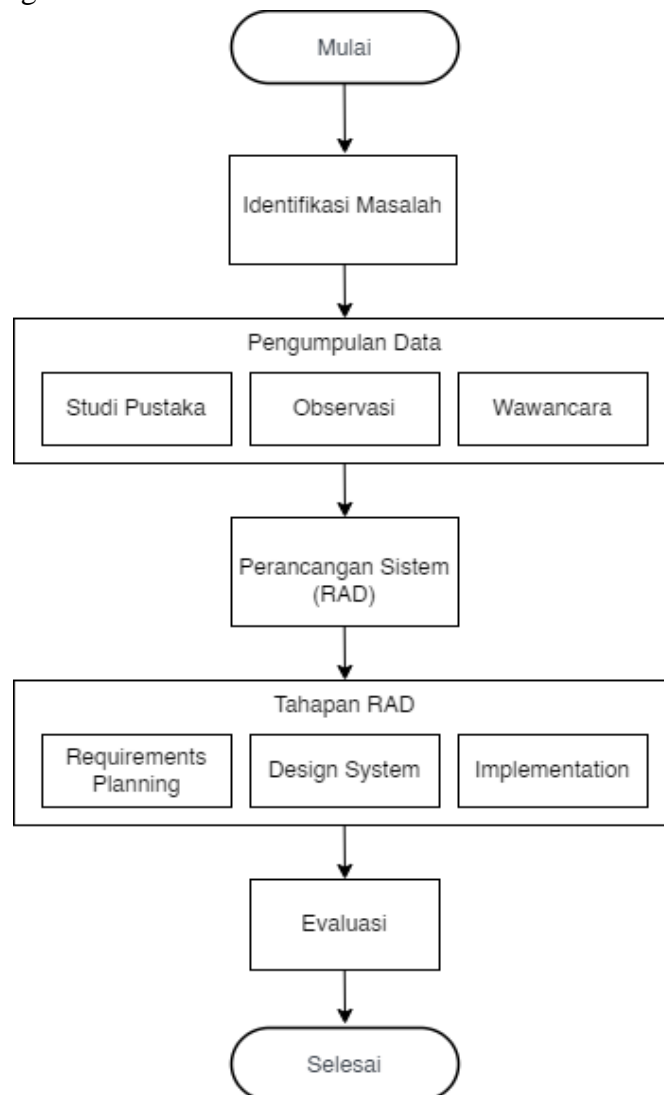 Mulai
Identifikasi Masalah
Pengumpulan Data
Studi Pustaka
Observasi
Wawancara
Perancangan Sistem
(RAD)
Tahapan RAD
Requirements
Planning
Design System
Implementation
Evaluasi
Selesai